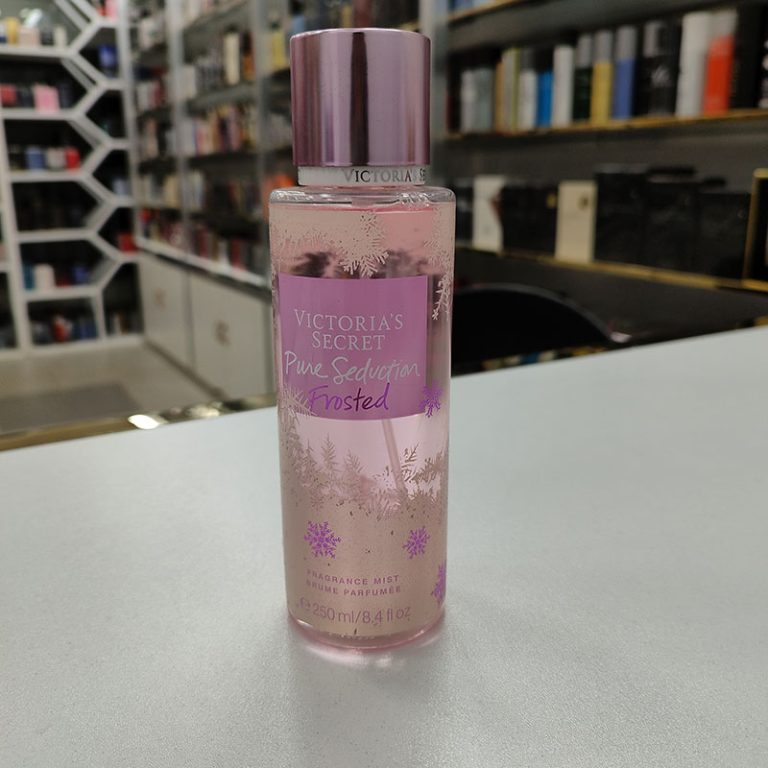 VICTORIA'S SE
VICTORIA'S
SECRET
Pure Seduction
Frosted
FRAGRANCE MIST
BRUME PARFUMÉE
℮ 250 ml/8.4 fl oz